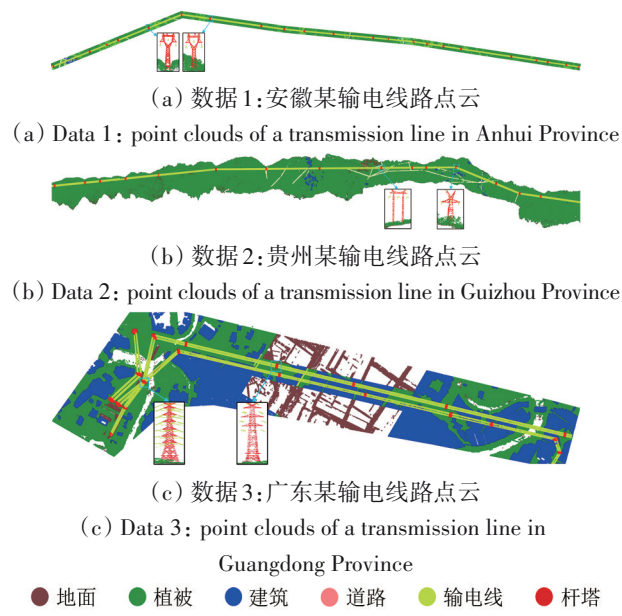 （a）数据1:安徽某输电线路点云
（a）Data 1: point clouds of a transmission line in Anhui Province
（b）数据2:贵州某输电线路点云
（b）Data 2: point clouds of a transmission line in Guizhou Province
（c）数据3:广东某输电线路点云
（c）Data 3: point clouds of a transmission line in
Guangdong Province
地面 植被 建筑 道路 输电线 杆塔